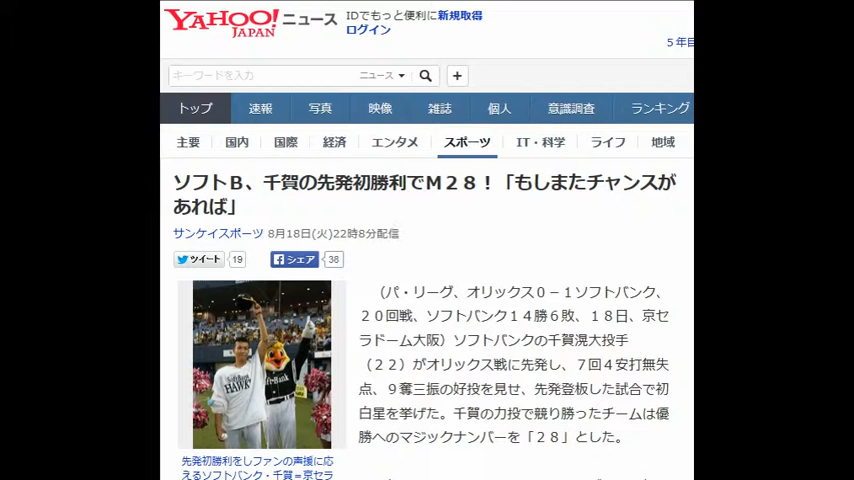 YAHOO! JAPAN ニュース
IDでもっと便利に新規取得
ログイン
5年目
キーワードを入力
ニュース
トップ 速報 写真 映像 雑誌 個人 意識調査 ランキング
主要 国内 国際 経済 エンタメ スポーツ IT・科学 ライフ 地域
ソフトＢ、千賀の先発初勝利でＭ２８！「もしまたチャンスが
あれば」
サンケイスポーツ 8月18日(火)22時8分配信
ツイート 19 シェア 38
（パ・リーグ、オリックス０－１ソフトバンク、
２０回戦、ソフトバンク１４勝６敗、１８日、京セ
ラドーム大阪）ソフトバンクの千賀滉大投手
（２２）がオリックス戦に先発し、７回４安打無失
点、９奪三振の好投を見せ、先発登板した試合で初
白星を挙げた。千賀の力投で競り勝ったチームは優
勝へのマジックナンバーを「２８」とした。
先発初勝利をしファンの声援に応
えるソフトバンク・千賀＝京セラ